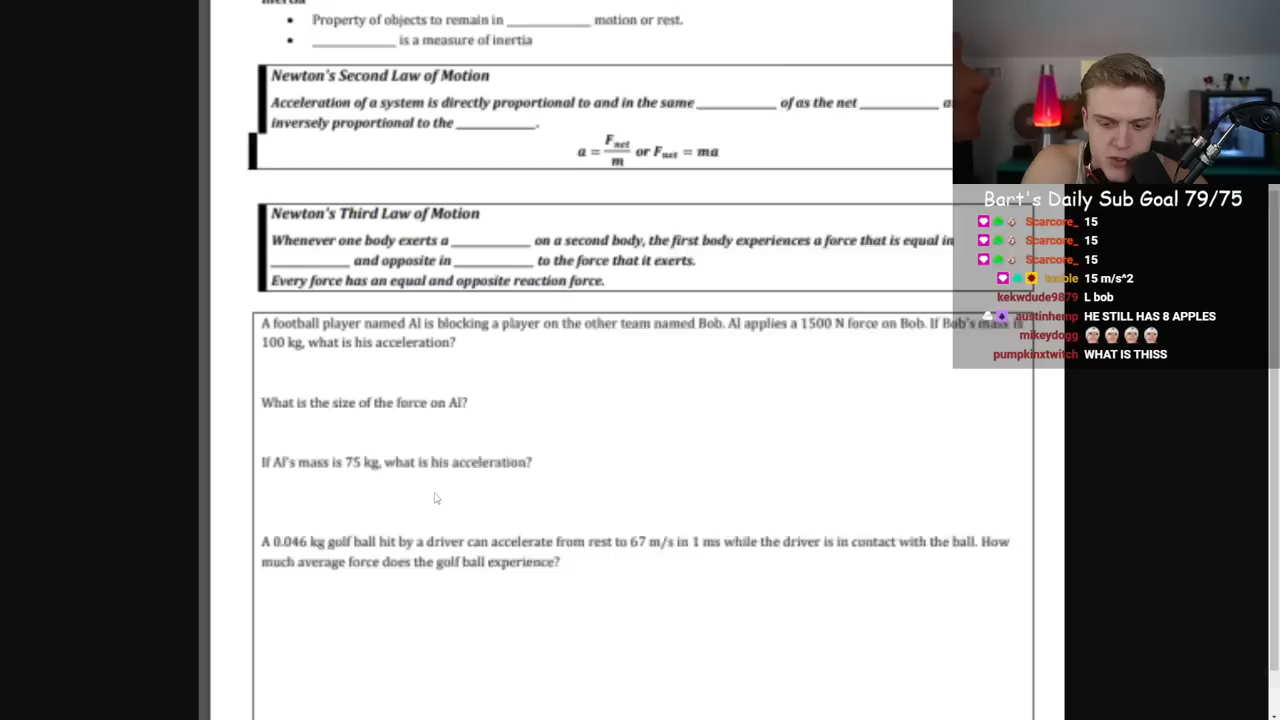 Property of objects to remain in ____________ motion or rest.
____________ is a measure of inertia
Newton's Second Law of Motion
Acceleration of a system is directly proportional to and in the same ____________ of as the net ____________
inversely proportional to the ____________.
a = Fnet/m or Fnet = ma
Newton's Third Law of Motion
Whenever one body exerts a ____________ on a second body, the first body experiences a force that is equal in
____________ and opposite in ____________ to the force that it exerts.
Every force has an equal and opposite reaction force.
A football player named Al is blocking a player on the other team named Bob. Al applies a 1500 N force on Bob. If Bob's mass is
100 kg, what is his acceleration?
What is the size of the force on Al?
If Al's mass is 75 kg, what is his acceleration?
A 0.046 kg golf ball hit by a driver can accelerate from rest to 67 m/s in 1 ms while the driver is in contact with the ball. How
much average force does the golf ball experience?
Bart's Daily Sub Goal 79/75
Scarcore_ 15
Scarcore_ 15
Scarcore_ 15
15 m/s^2
kekwdude9879 L bob
austinhemp HE STILL HAS 8 APPLES
mikeydogg
pumpkinxtwitch WHAT IS THISS